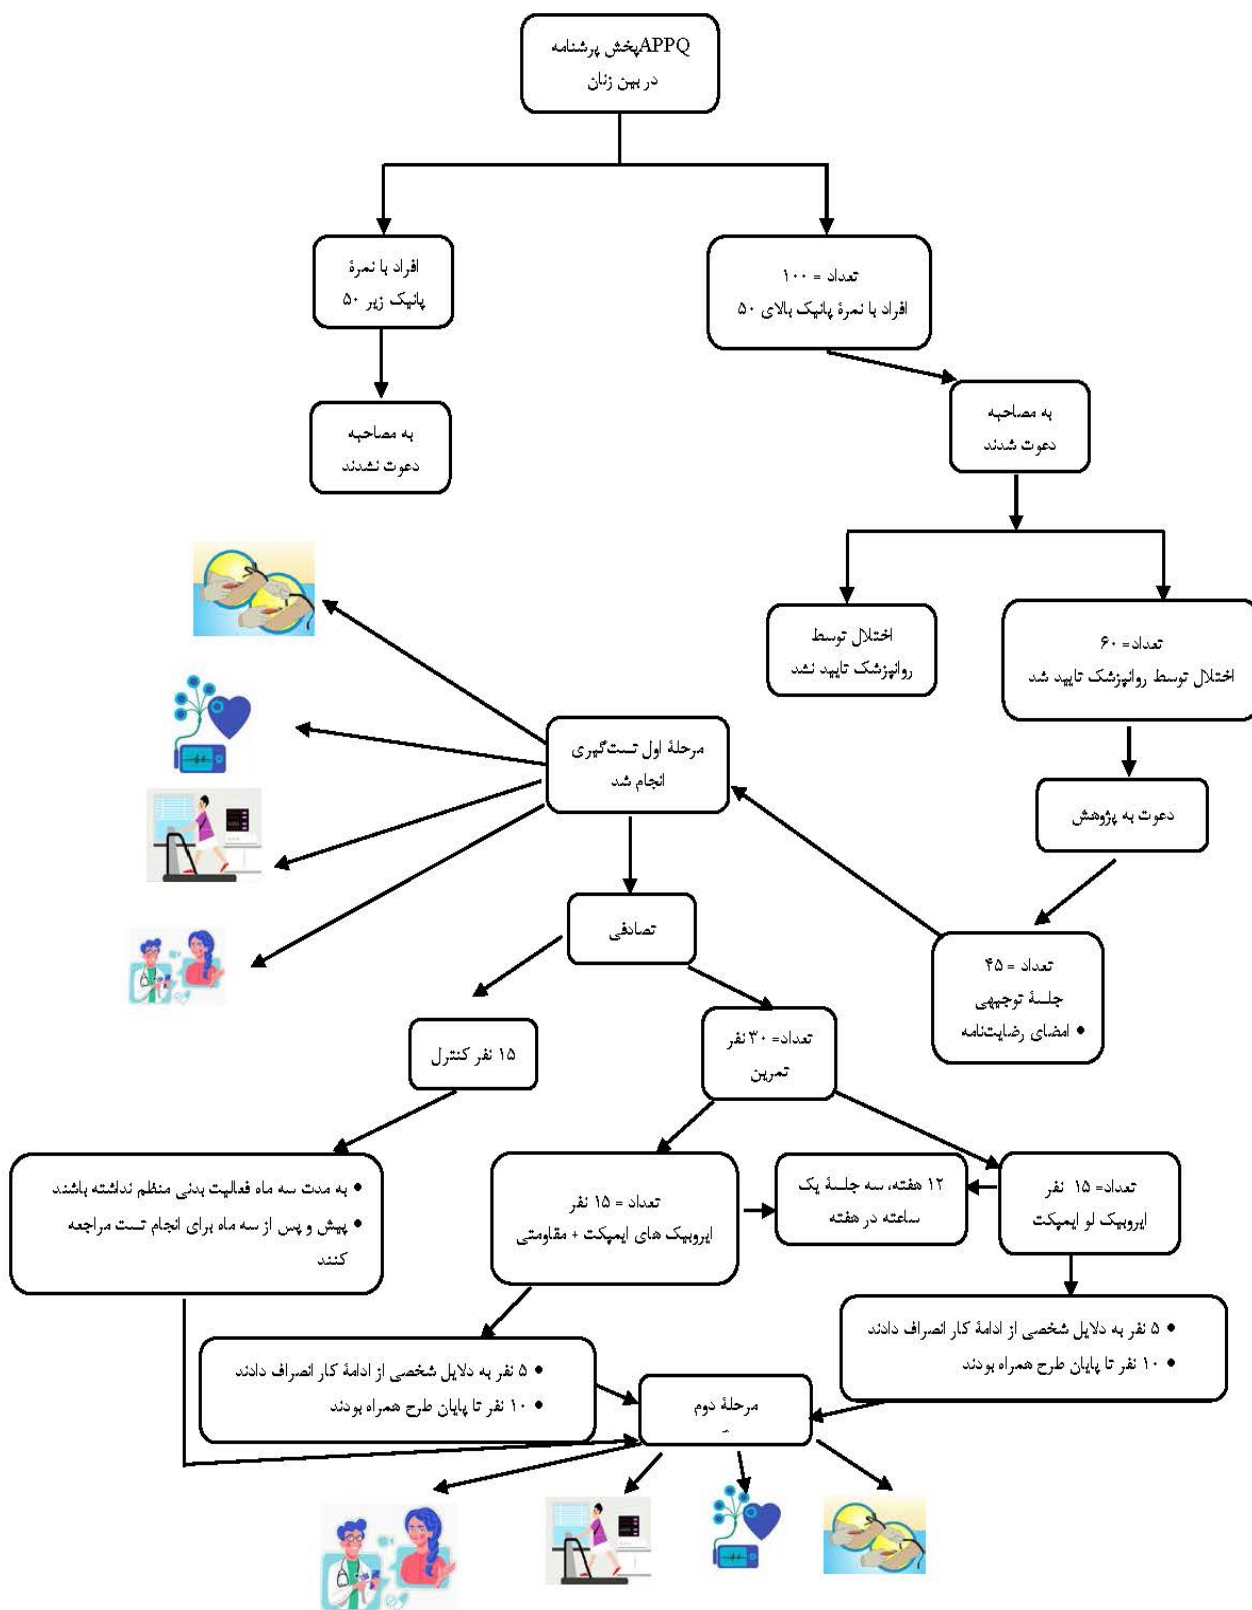 پخش پرشنامه APPQ
در بین زنان
تعداد = ۱۰۰
افراد با نمرهٔ پانیک بالای ۵۰
افراد با نمرهٔ
پانیک زیر ۵۰
به مصاحبه
دعوت شدند
به مصاحبه
دعوت نشدند
تعداد= ۶۰
اختلال توسط روانپزشک تایید شد
اختلال توسط
روانپزشک تایید نشد
دعوت به پژوهش
مرحلهٔ اول تست‌گیری
انجام شد
تعداد = ۴۵
جلسهٔ توجیهی
• امضای رضایت‌نامه
تصادفی
تعداد= ۳۰ نفر
تمرین
۱۵ نفر کنترل
تعداد= ۱۵ نفر
ایروبیک لو ایمپکت
۱۲ هفته، سه جلسهٔ یک
ساعته در هفته
تعداد = ۱۵ نفر
ایروبیک های ایمپکت + مقاومتی
• به مدت سه ماه فعالیت بدنی منظم نداشته باشند
• پیش و پس از سه ماه برای انجام تست مراجعه
کنند
• ۵ نفر به دلایل شخصی از ادامهٔ کار انصراف دادند
• ۱۰ نفر تا پایان طرح همراه بودند
• ۵ نفر به دلایل شخصی از ادامهٔ کار انصراف دادند
• ۱۰ نفر تا پایان طرح همراه بودند
مرحلهٔ دوم